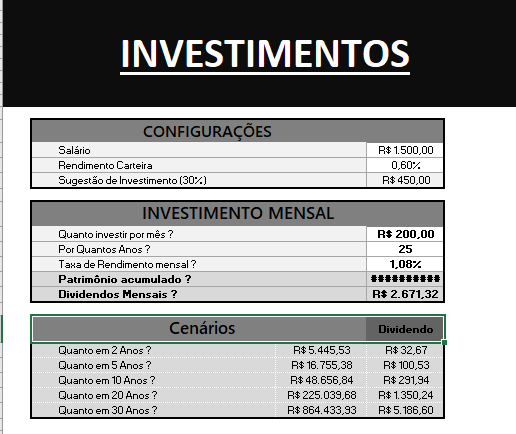 INVESTIMENTOS
CONFIGURAÇÕES
Salário R$ 1.500,00
Rendimento Carteira 0,60%
Sugestão de Investimento (30%) R$ 450,00
INVESTIMENTO MENSAL
Quanto investir por mês ? R$ 200,00
Por Quantos Anos ? 25
Taxa de Rendimento mensal ? 1,08%
Patrimônio acumulado ? ##########
Dividendos Mensais ? R$ 2.671,32
Cenários Dividendo
Quanto em 2 Anos ? R$ 5.445,53 R$ 32,67
Quanto em 5 Anos ? R$ 16.755,38 R$ 100,53
Quanto em 10 Anos ? R$ 48.656,84 R$ 291,94
Quanto em 20 Anos ? R$ 225.039,68 R$ 1.350,24
Quanto em 30 Anos ? R$ 864.433,93 R$ 5.186,60